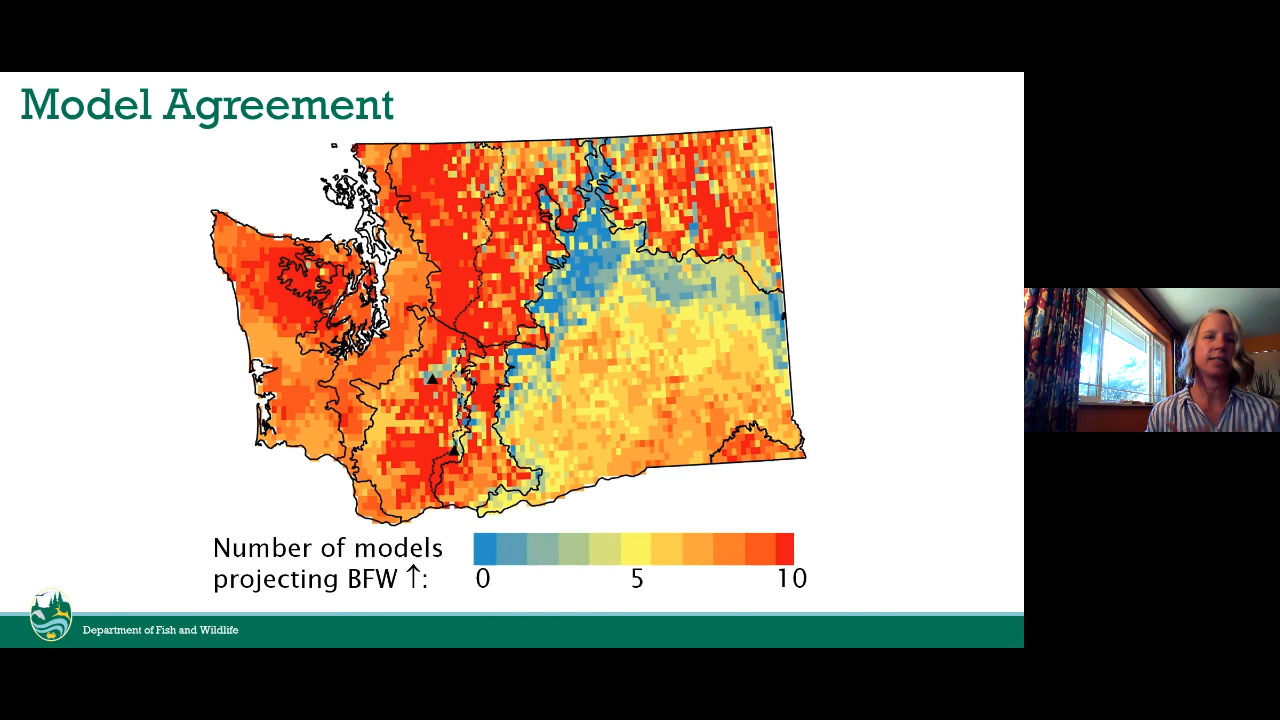 Model Agreement
Number of models
projecting BFW ↑:
0 5 10
Department of Fish and Wildlife